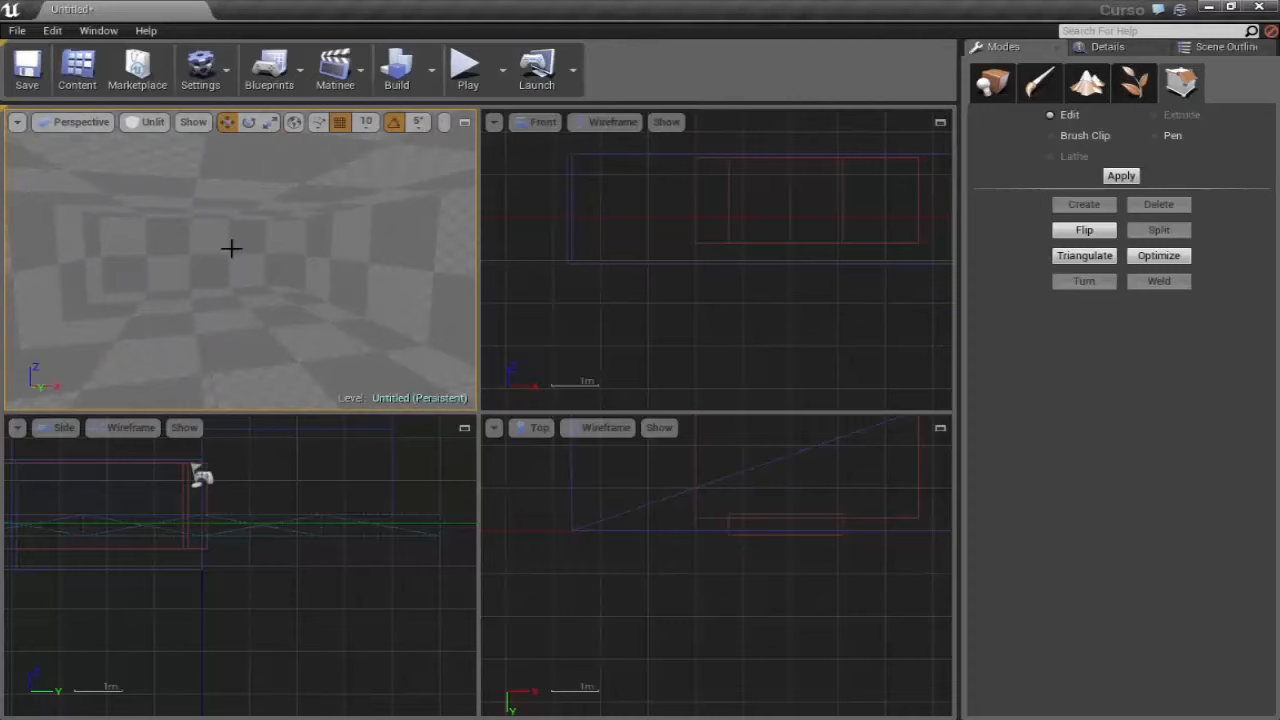 Untitled*
Curso
File Edit Window Help
Search For Help
Save Content Marketplace Settings Blueprints Matinee Build Play Launch
Modes Details Scene Outlin
Perspective Unlit Show 10 5°
Front Wireframe Show
Edit Extrude
Brush Clip Pen
Lathe
Apply
Create Delete
Flip Split
Triangulate Optimize
Turn Weld
Z
Y X
Level: Untitled (Persistent)
Z
X
1m
Side Wireframe Show
Top Wireframe Show
Z
Y
1m
X
Y
1m